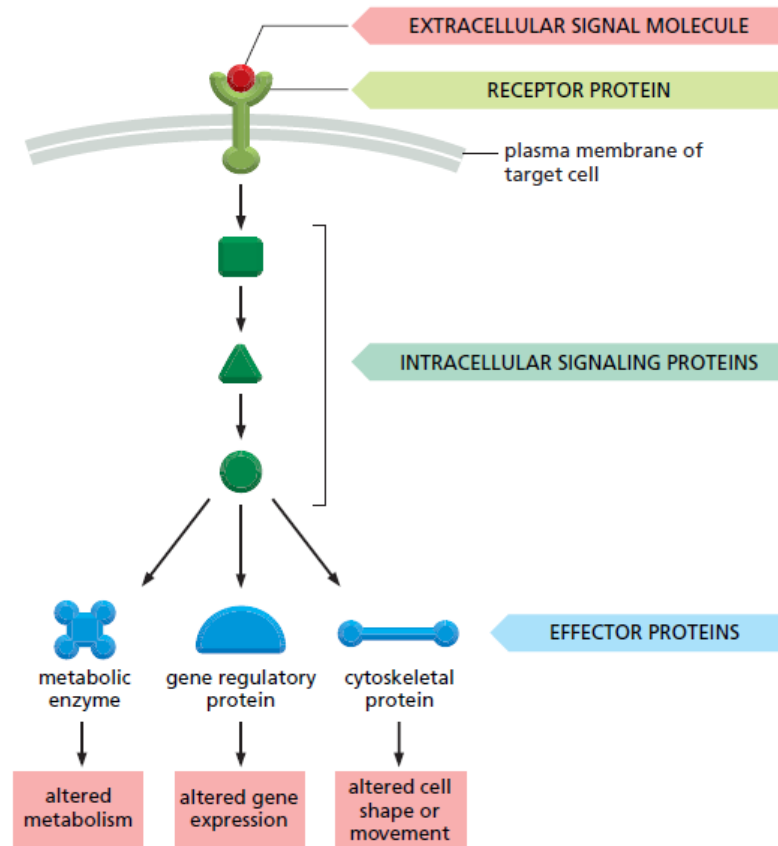 EXTRACELLULAR SIGNAL MOLECULE
RECEPTOR PROTEIN
plasma membrane of
target cell
INTRACELLULAR SIGNALING PROTEINS
EFFECTOR PROTEINS
metabolic
enzyme
gene regulatory
protein
cytoskeletal
protein
altered
metabolism
altered gene
expression
altered cell
shape or
movement